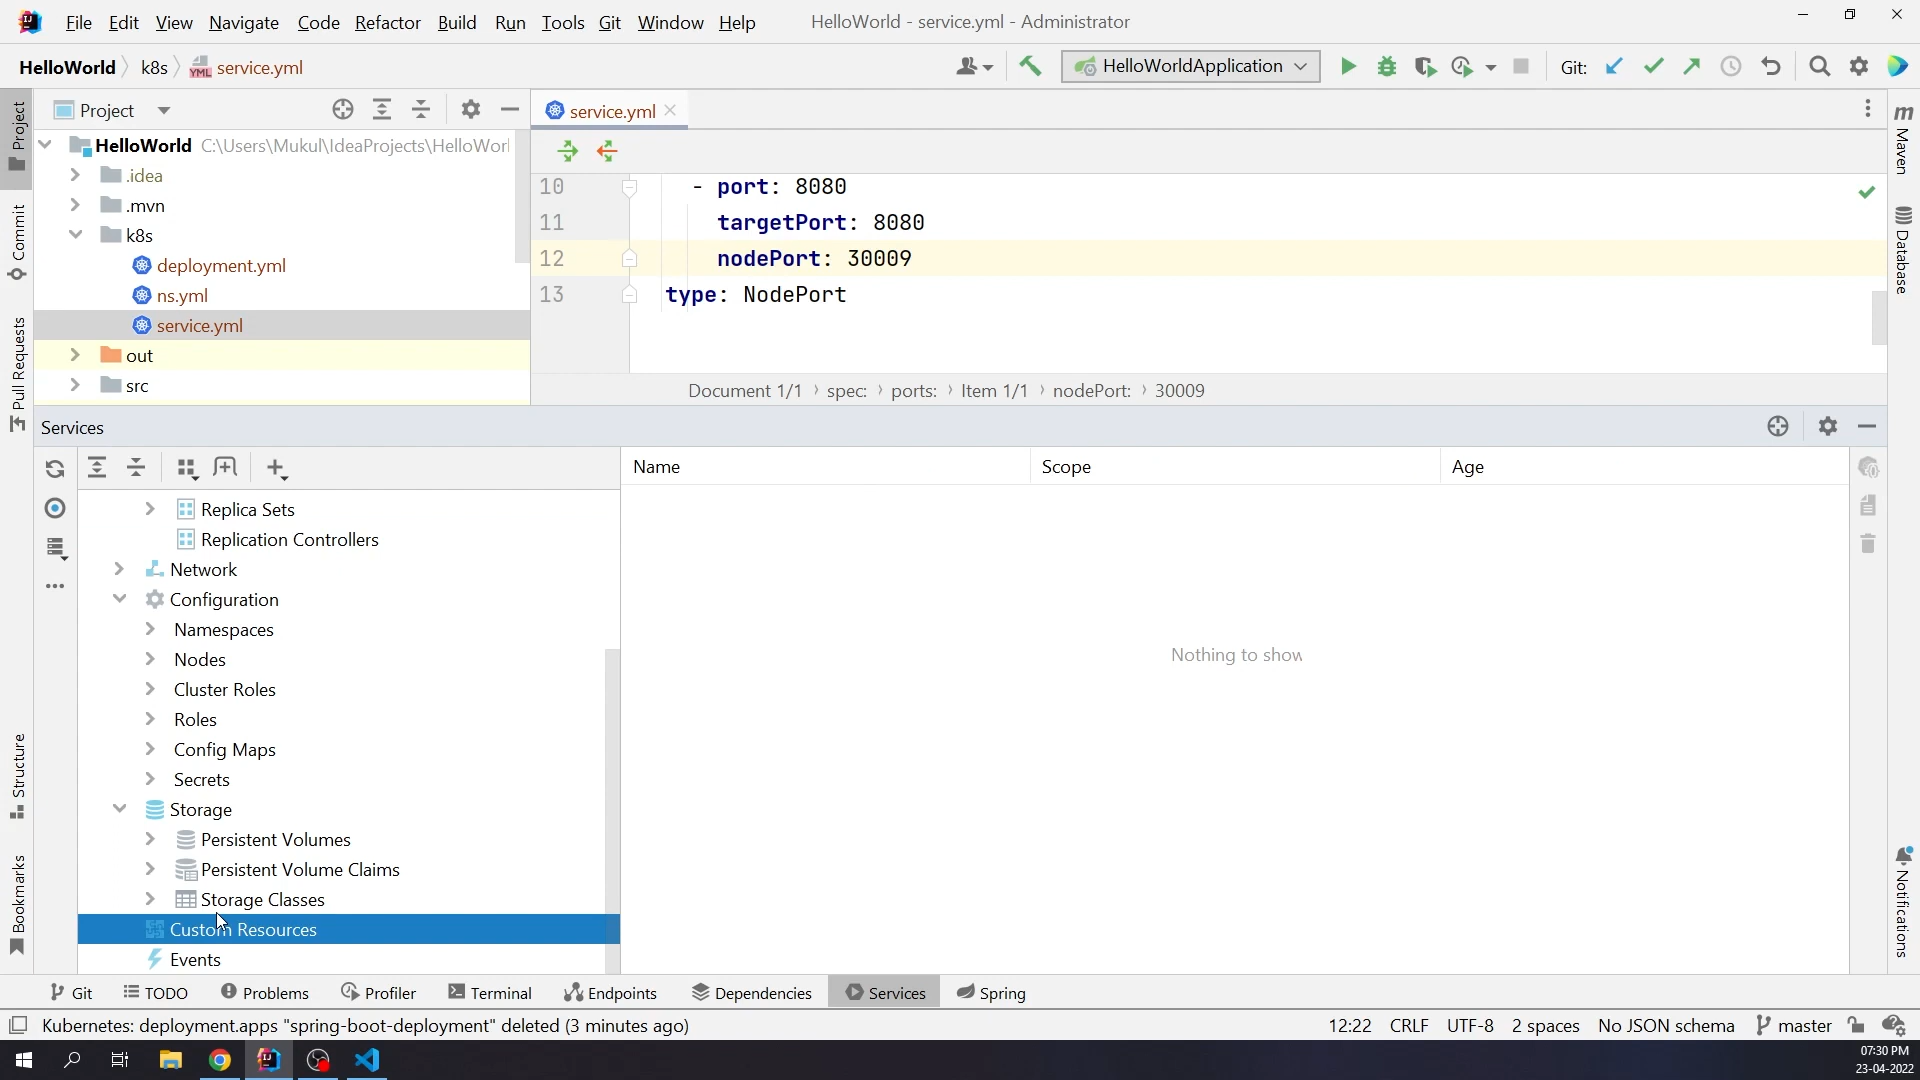 File Edit View Navigate Code Refactor Build Run Tools Git Window Help HelloWorld - service.yml - Administrator
HelloWorld k8s service.yml HelloWorldApplication Git:
Project
service.yml
HelloWorld C:\Users\Mukul\IdeaProjects\HelloWorl
.idea
.mvn
k8s
deployment.yml
ns.yml
service.yml
out
src
10 - port: 8080
11 targetPort: 8080
12 nodePort: 30009
13 type: NodePort
Document 1/1 › spec: › ports: › Item 1/1 › nodePort: › 30009
Project
Commit
Pull Requests
Structure
Bookmarks
m Maven
Database
Notifications
Services
Replica Sets
Replication Controllers
Network
Configuration
Namespaces
Nodes
Cluster Roles
Roles
Config Maps
Secrets
Storage
Persistent Volumes
Persistent Volume Claims
Storage Classes
Custom Resources
Events
Name Scope Age
Nothing to show
Git TODO Problems Profiler Terminal Endpoints Dependencies Services Spring
Kubernetes: deployment.apps "spring-boot-deployment" deleted (3 minutes ago) 12:22 CRLF UTF-8 2 spaces No JSON schema master
07:30 PM
23-04-2022